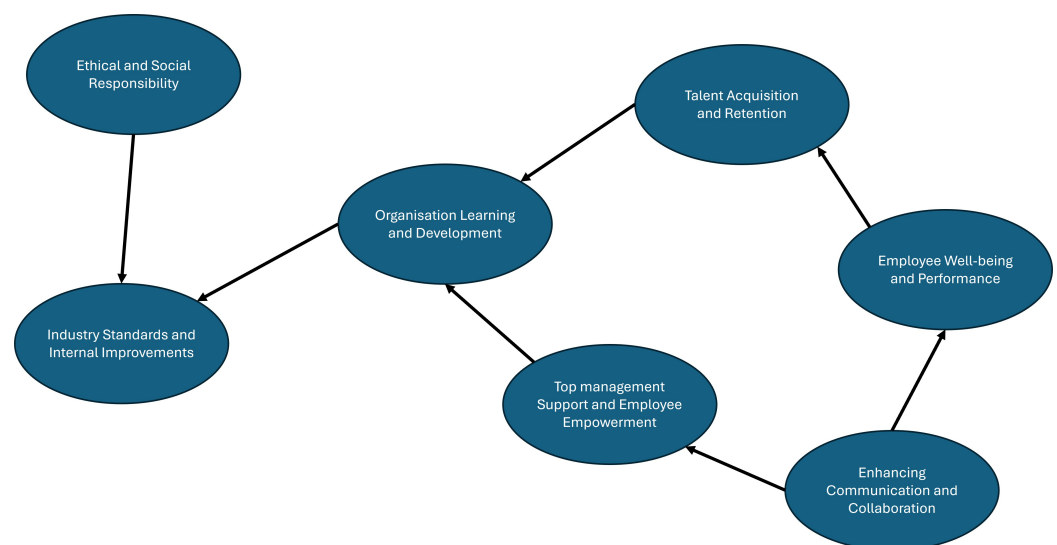 Ethical and Social
Responsibility
Talent Acquisition
and Retention
Organisation Learning
and Development
Employee Well-being
and Performance
Industry Standards and
Internal Improvements
Top management
Support and Employee
Empowerment
Enhancing
Communication and
Collaboration